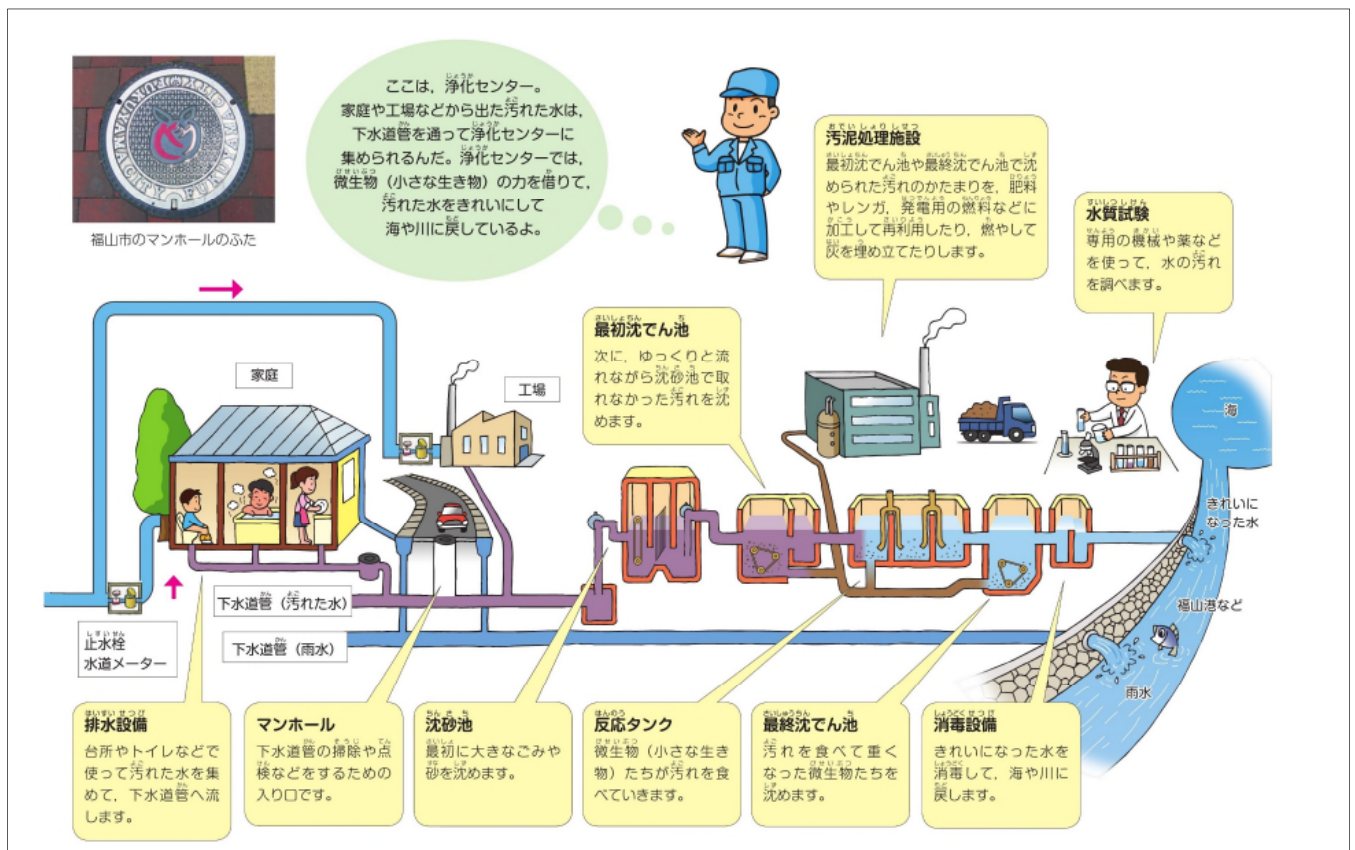 CITY FUKUYAMA CITY FUKUYAMA
福山市のマンホールのふた
ここは，浄化センター。
家庭や工場などから出た汚れた水は，
下水道管を通って浄化センターに
集められるんだ。浄化センターでは，
微生物（小さな生き物）の力を借りて，
汚れた水をきれいにして
海や川に戻しているよ。
汚泥処理施設
最初沈でん池や最終沈でん池で沈
められた汚れのかたまりを，肥料
やレンガ，発電用の燃料などに
加工して再利用したり，燃やして
灰を埋め立てたりします。
水質試験
専用の機械や薬など
を使って，水の汚れ
を調べます。
最初沈でん池
次に，ゆっくりと流
れながら沈砂池で取
れなかった汚れを沈
めます。
家庭
工場
海
きれいに
なった水
福山港など
雨水
下水道管（汚れた水）
下水道管（雨水）
止水栓
水道メーター
排水設備
台所やトイレなどで
使って汚れた水を集
めて，下水道管へ流
します。
マンホール
下水道管の掃除や点
検などをするための
入り口です。
沈砂池
最初に大きなごみや
砂を沈めます。
反応タンク
微生物（小さな生き
物）たちが汚れを食
べていきます。
最終沈でん池
汚れを食べて重く
なった微生物たちを
沈めます。
消毒設備
きれいになった水を
消毒して，海や川に
戻します。